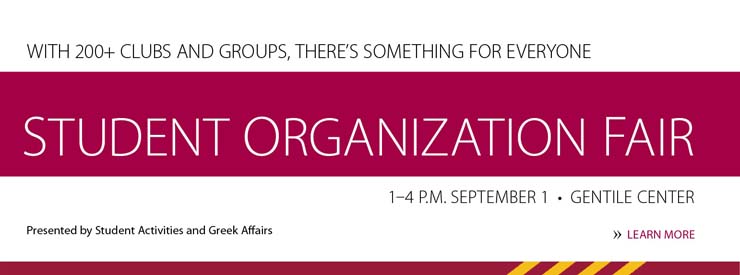 WITH 200+ CLUBS AND GROUPS, THERE'S SOMETHING FOR EVERYONE
STUDENT ORGANIZATION FAIR
1–4 P.M. SEPTEMBER 1 • GENTILE CENTER
Presented by Student Activities and Greek Affairs
» LEARN MORE